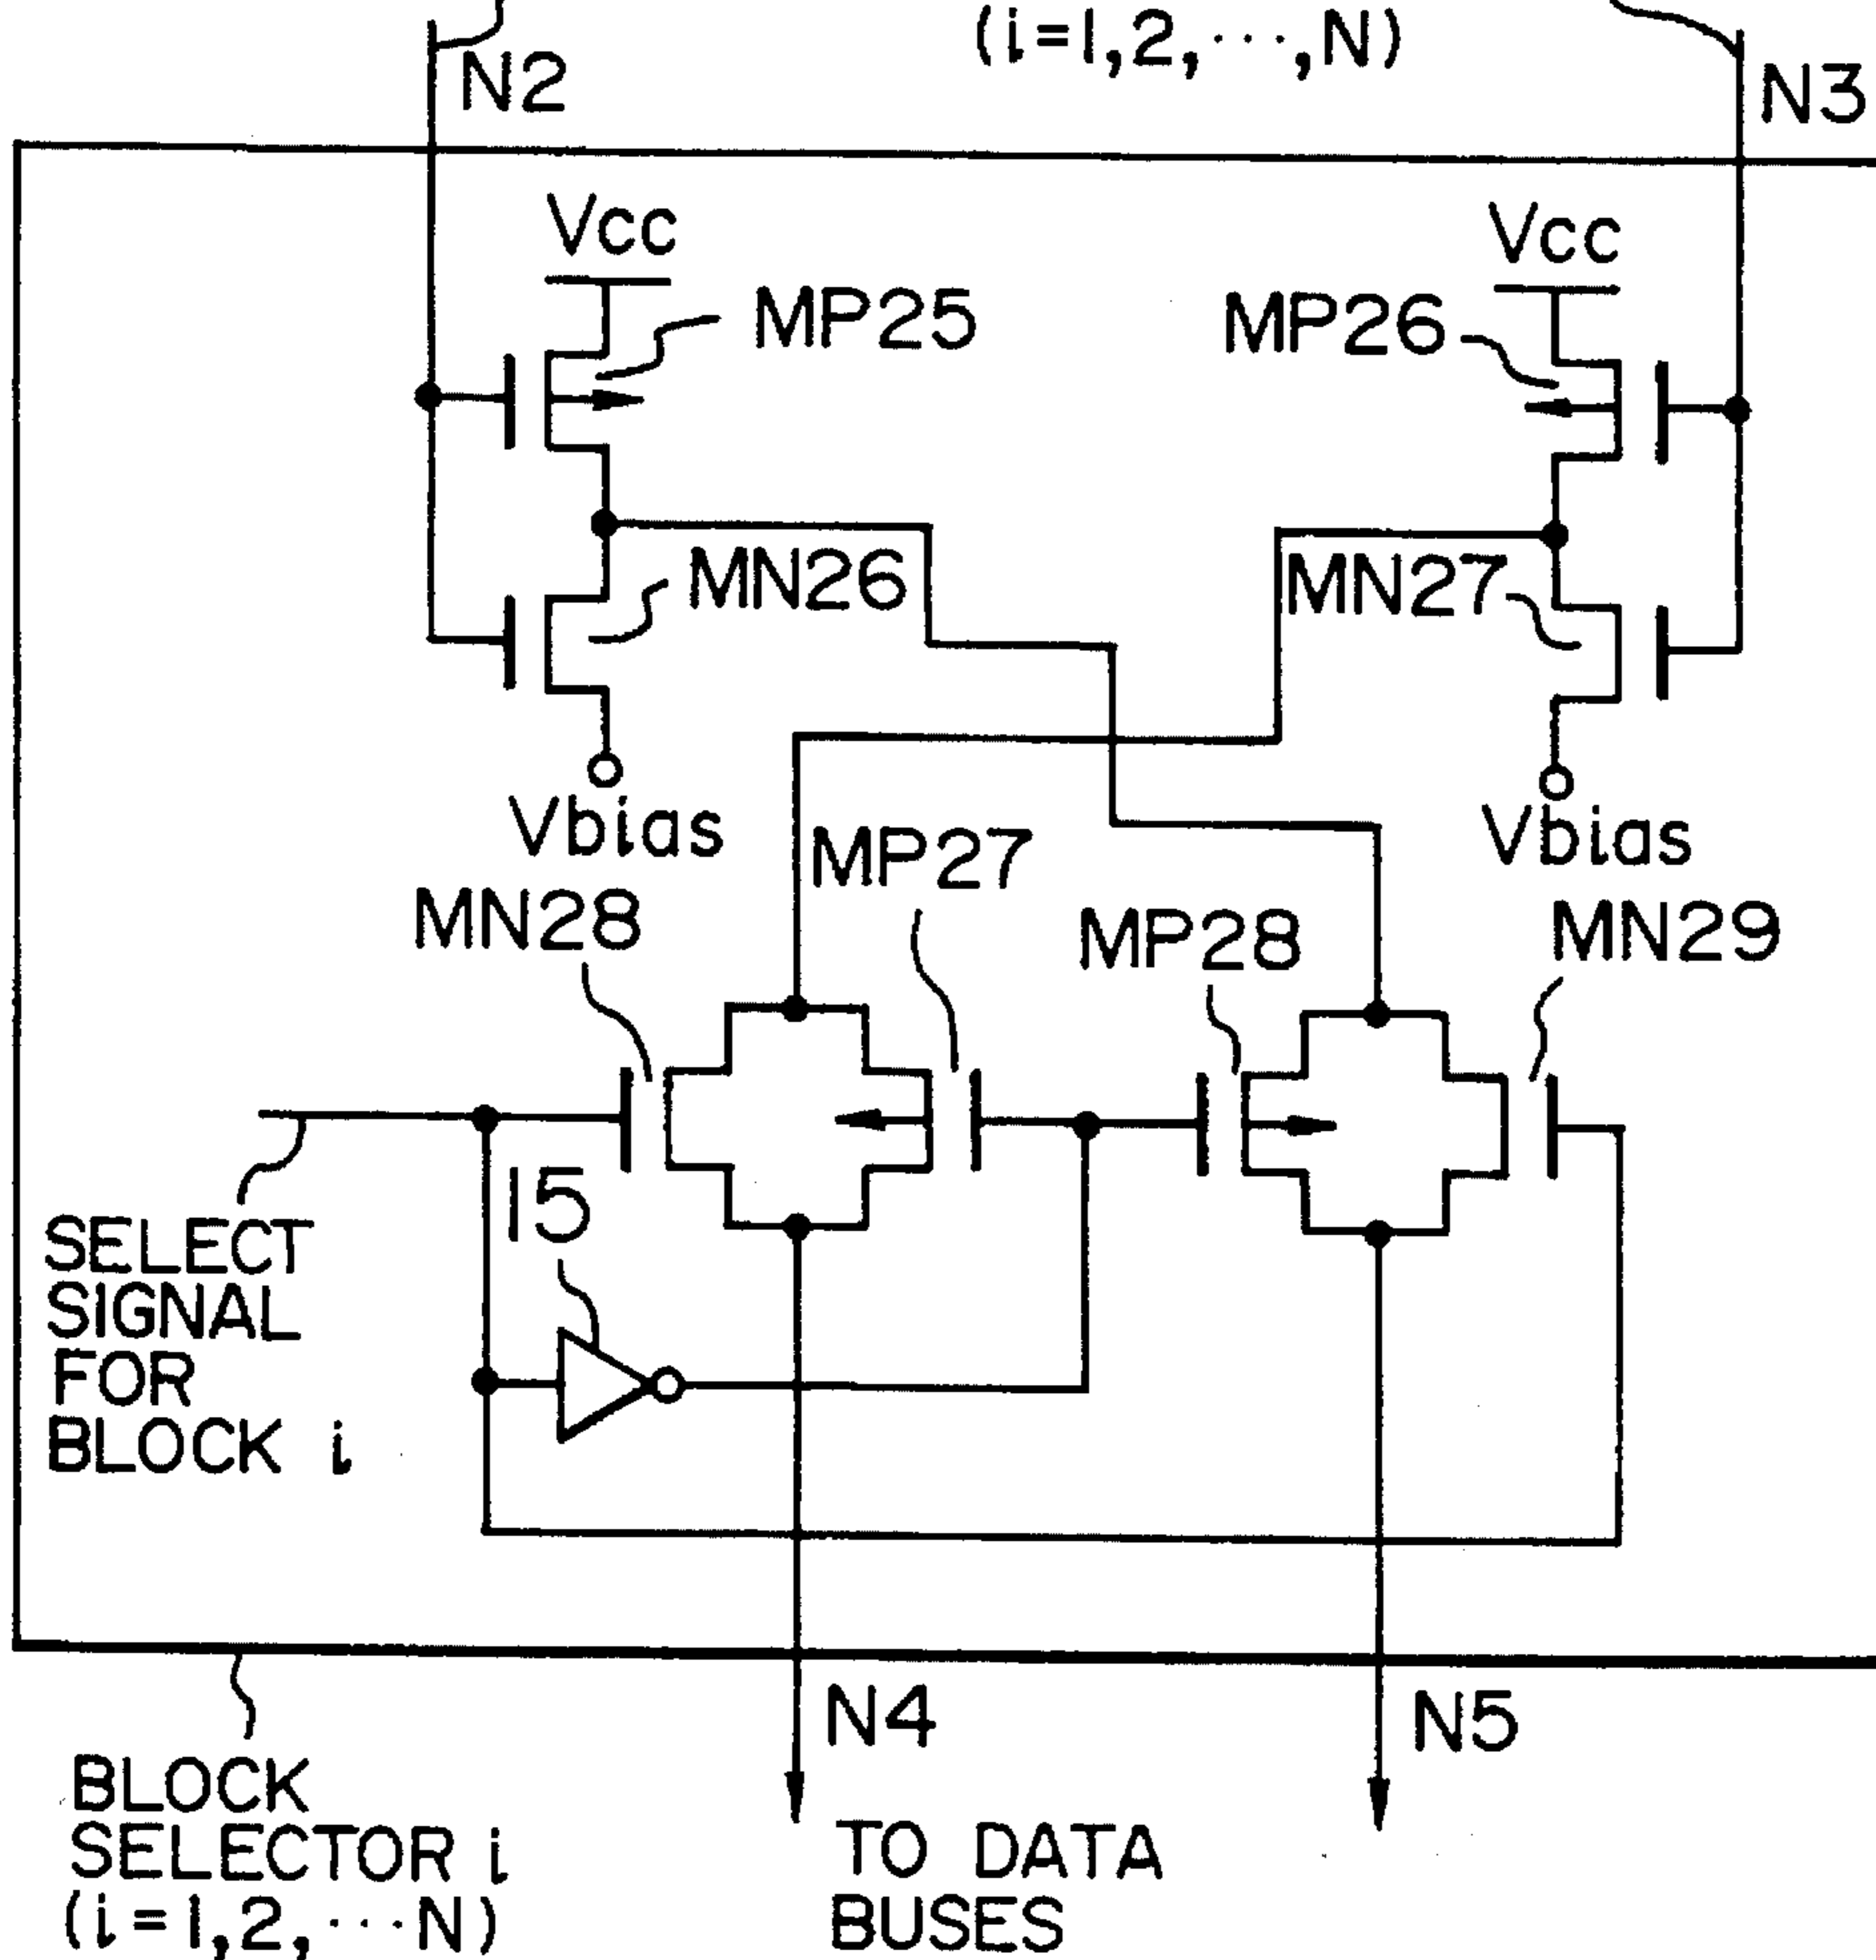 (i=1,2,···,N)
N2
N3
Vcc
Vcc
MP25
MP26
MN26
MN27
Vbias
Vbias
MP27
MN28
MP28
MN29
I5
SELECT
SIGNAL
FOR
BLOCK i
N4
N5
BLOCK
SELECTOR i
(i=1,2,···N)
TO DATA
BUSES